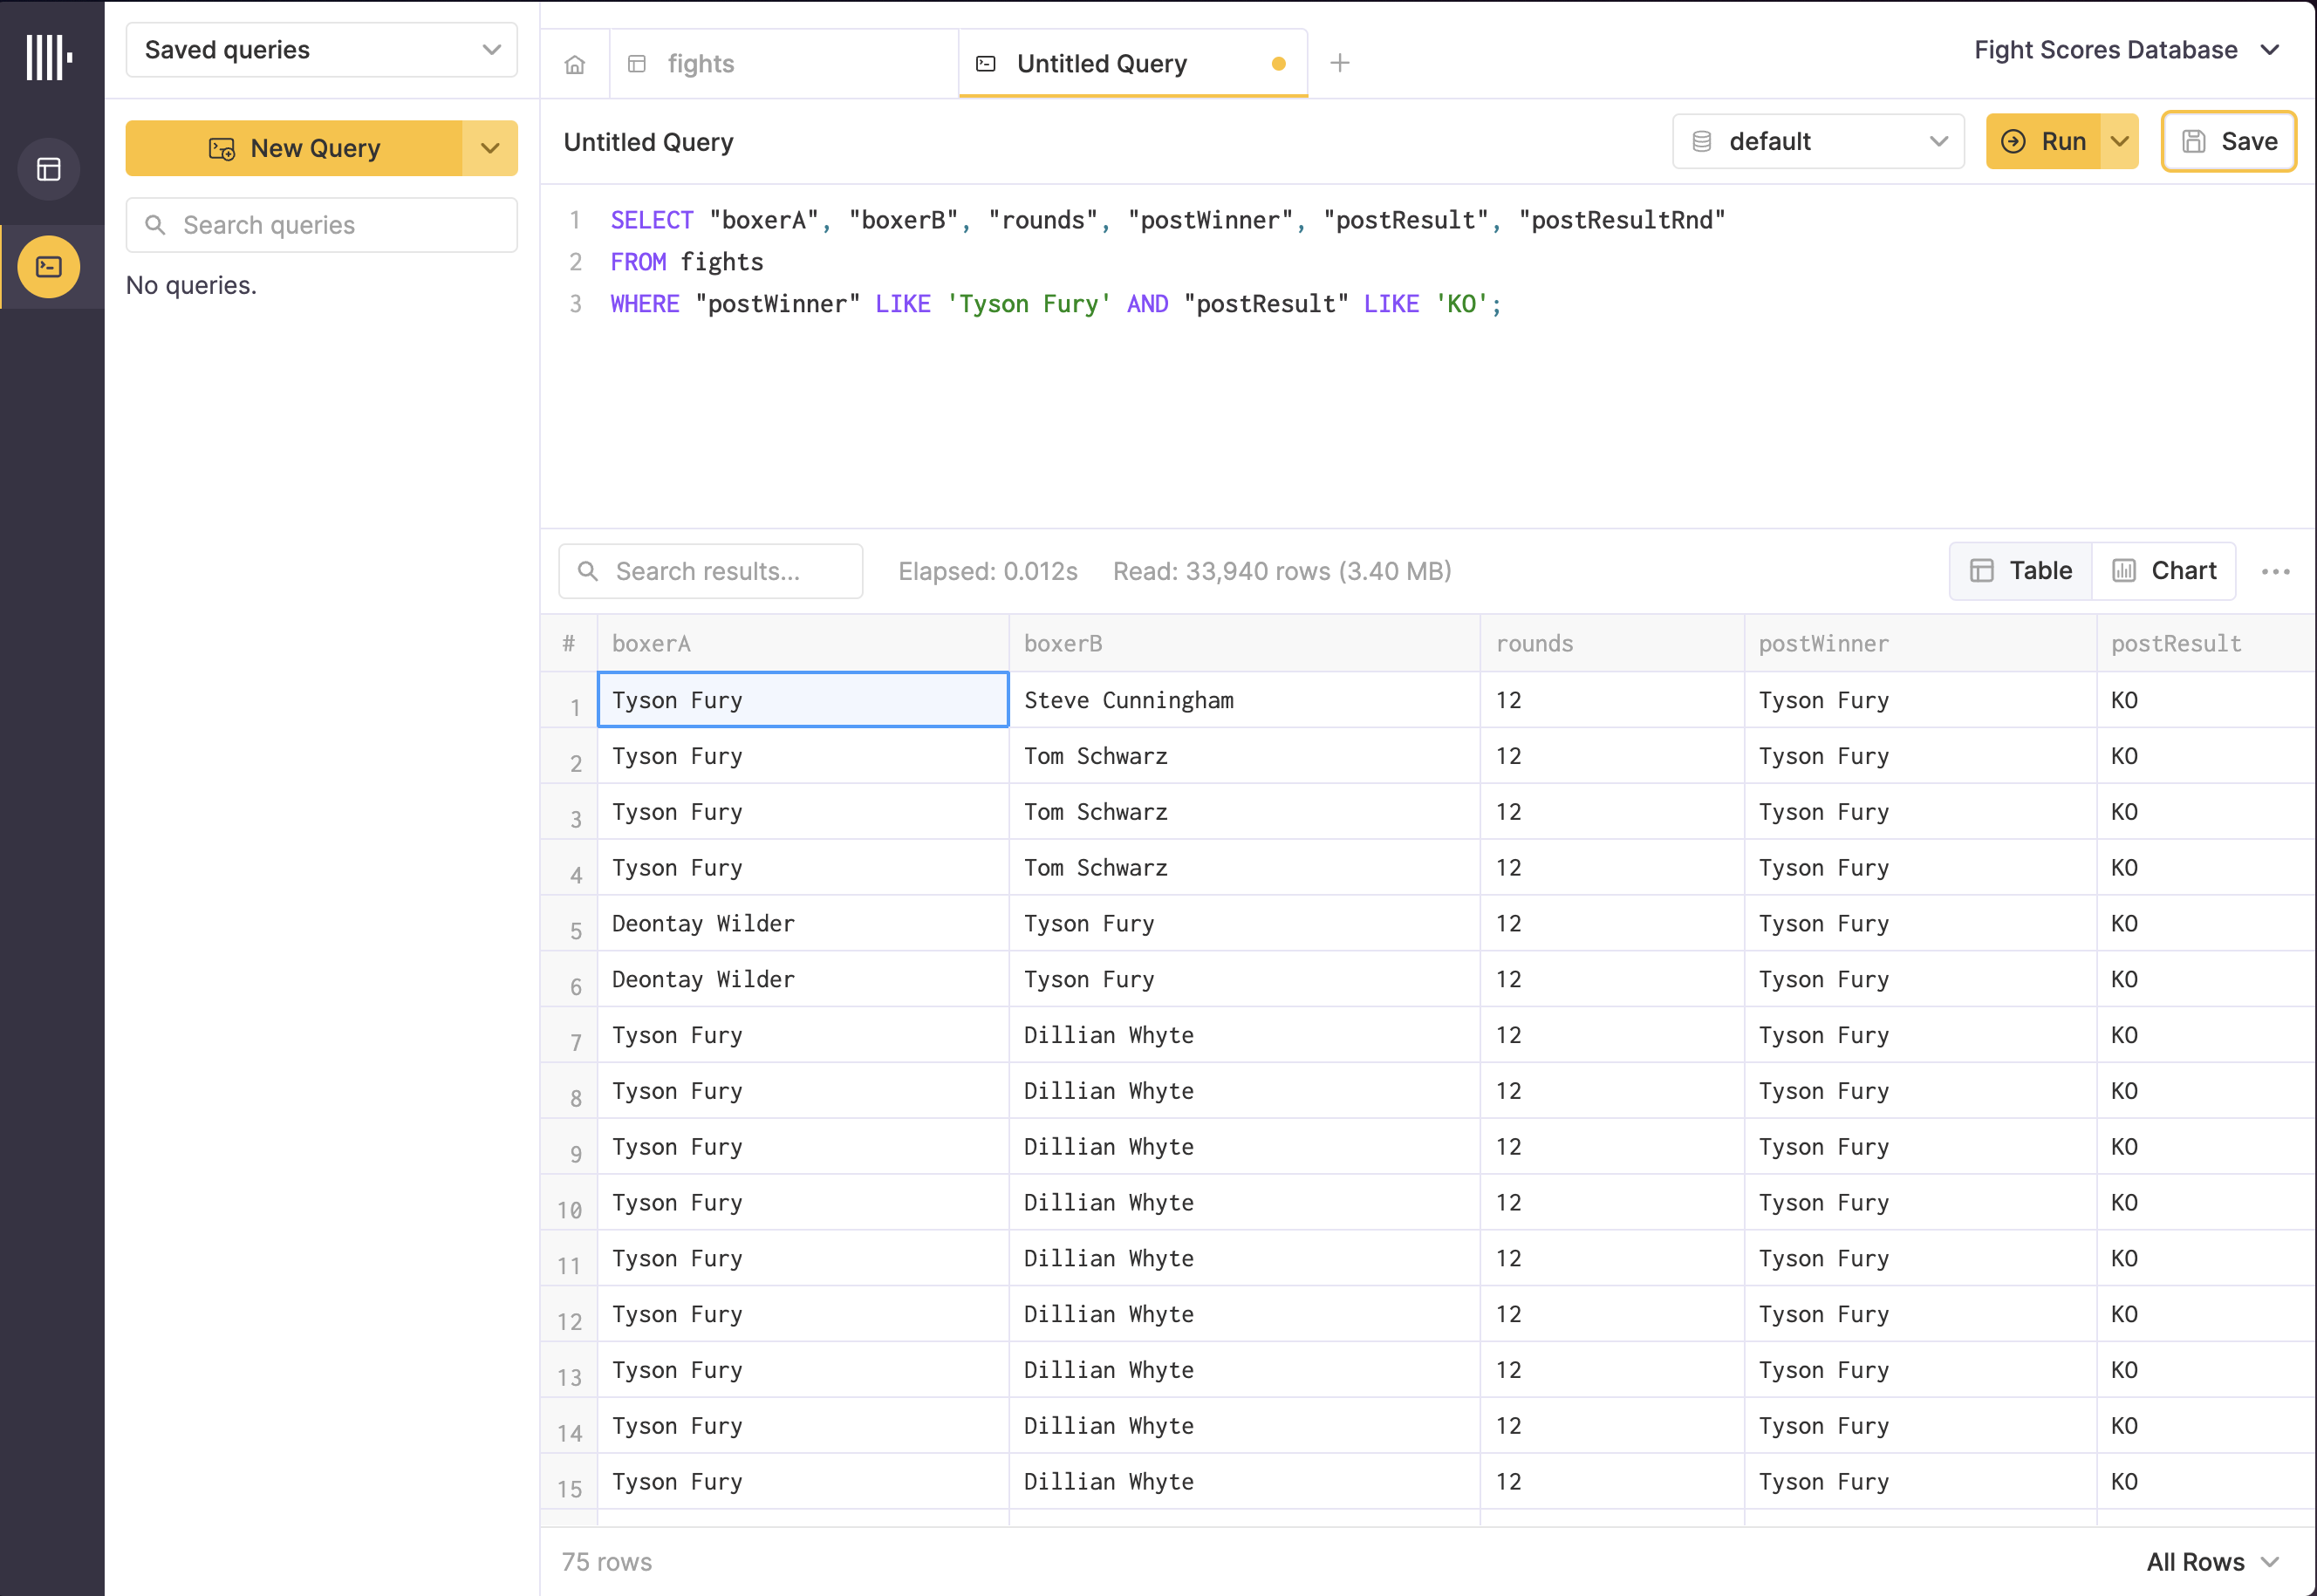 Saved queries
New Query
Search queries
No queries.
fights
Untitled Query
Fight Scores Database
Untitled Query
default
Run
Save
1 SELECT "boxerA", "boxerB", "rounds", "postWinner", "postResult", "postResultRnd"
2 FROM fights
3 WHERE "postWinner" LIKE 'Tyson Fury' AND "postResult" LIKE 'KO';
Search results...
Elapsed: 0.012s
Read: 33,940 rows (3.40 MB)
Table
Chart
# boxerA boxerB rounds postWinner postResult
1 Tyson Fury Steve Cunningham 12 Tyson Fury KO
2 Tyson Fury Tom Schwarz 12 Tyson Fury KO
3 Tyson Fury Tom Schwarz 12 Tyson Fury KO
4 Tyson Fury Tom Schwarz 12 Tyson Fury KO
5 Deontay Wilder Tyson Fury 12 Tyson Fury KO
6 Deontay Wilder Tyson Fury 12 Tyson Fury KO
7 Tyson Fury Dillian Whyte 12 Tyson Fury KO
8 Tyson Fury Dillian Whyte 12 Tyson Fury KO
9 Tyson Fury Dillian Whyte 12 Tyson Fury KO
10 Tyson Fury Dillian Whyte 12 Tyson Fury KO
11 Tyson Fury Dillian Whyte 12 Tyson Fury KO
12 Tyson Fury Dillian Whyte 12 Tyson Fury KO
13 Tyson Fury Dillian Whyte 12 Tyson Fury KO
14 Tyson Fury Dillian Whyte 12 Tyson Fury KO
15 Tyson Fury Dillian Whyte 12 Tyson Fury KO
75 rows
All Rows